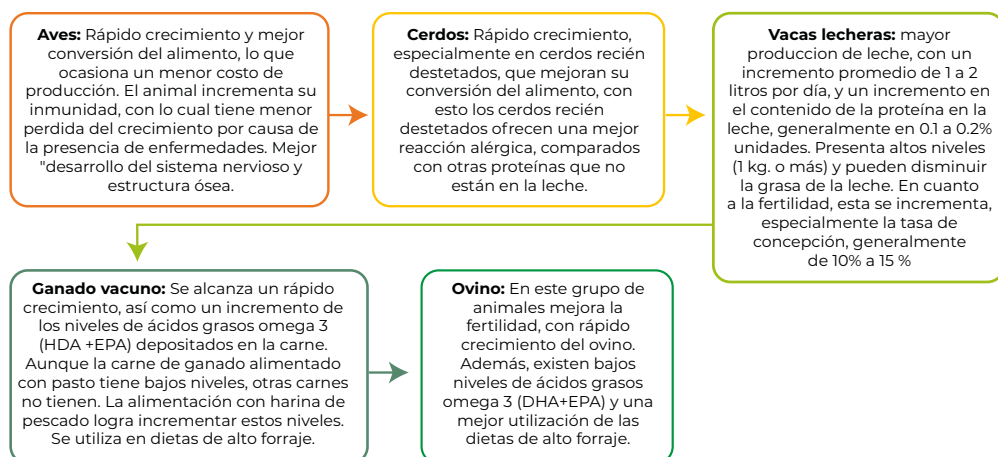 Aves: Rápido crecimiento y mejor
conversión del alimento, lo que
ocasiona un menor costo de
producción. El animal incrementa su
inmunidad, con lo cual tiene menor
perdida del crecimiento por causa de
la presencia de enfermedades. Mejor
"desarrollo del sistema nervioso y
estructura ósea.
Cerdos: Rápido crecimiento,
especialmente en cerdos recién
destetados, que mejoran su
conversión del alimento, con
esto los cerdos recién
destetados ofrecen una mejor
reacción alérgica, comparados
con otras proteínas que no
están en la leche.
Vacas lecheras: mayor
produccion de leche, con un
incremento promedio de 1 a 2
litros por día, y un incremento en
el contenido de la proteína en la
leche, generalmente en 0.1 a 0.2%
unidades. Presenta altos niveles
(1 kg. o más) y pueden disminuir
la grasa de la leche. En cuanto
a la fertilidad, esta se incrementa,
especialmente la tasa de
concepción, generalmente
de 10% a 15 %
Ganado vacuno: Se alcanza un rápido
crecimiento, así como un incremento de
los niveles de ácidos grasos omega 3
(HDA +EPA) depositados en la carne.
Aunque la carne de ganado alimentado
con pasto tiene bajos niveles, otras carnes
no tienen. La alimentación con harina de
pescado logra incrementar estos niveles.
Se utiliza en dietas de alto forraje.
Ovino: En este grupo de
animales mejora la
fertilidad, con rápido
crecimiento del ovino.
Además, existen bajos
niveles de ácidos grasos
omega 3 (DHA+EPA) y una
mejor utilización de las
dietas de alto forraje.